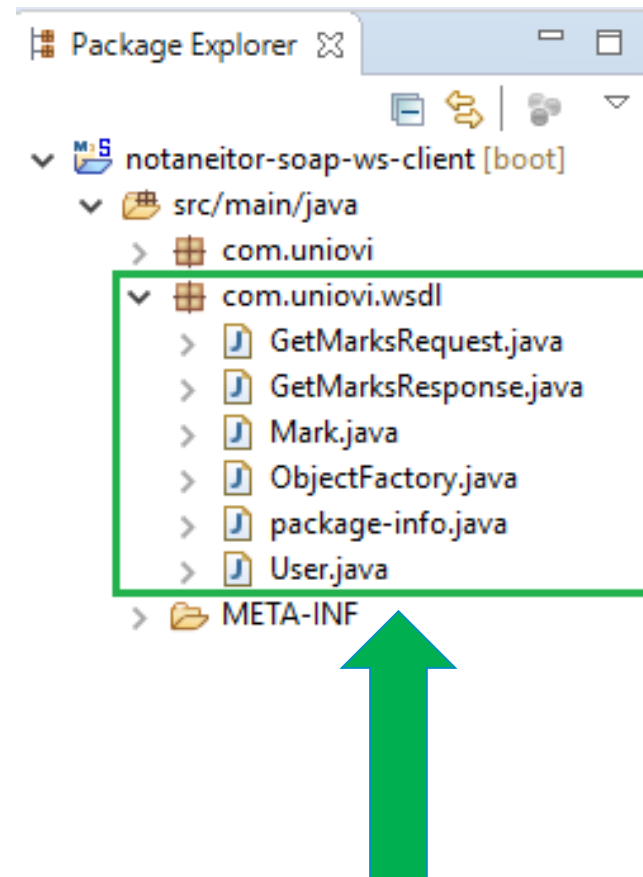 Package Explorer
notaneitor-soap-ws-client [boot]
src/main/java
com.uniovi
com.uniovi.wsdl
GetMarksRequest.java
GetMarksResponse.java
Mark.java
ObjectFactory.java
package-info.java
User.java
META-INF